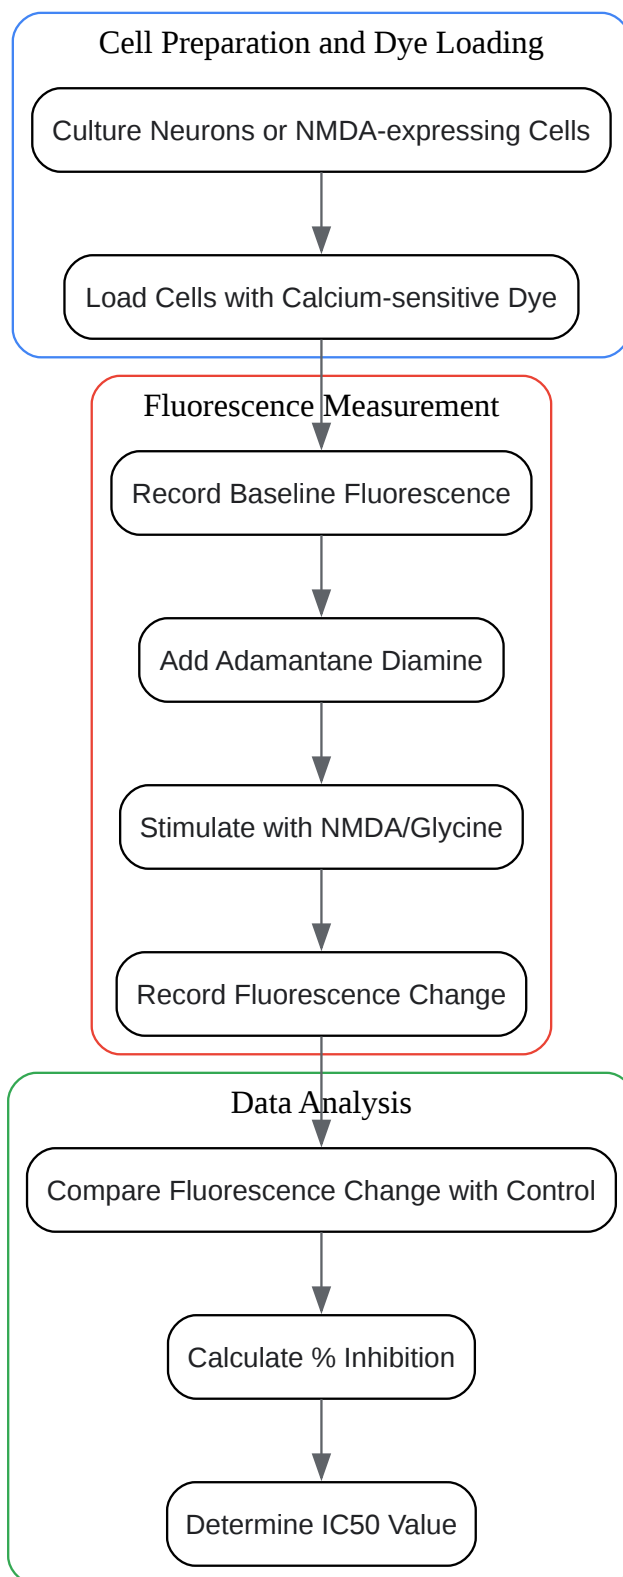 Cell Preparation and Dye Loading
Culture Neurons or NMDA-expressing Cells
Load Cells with Calcium-sensitive Dye
Fluorescence Measurement
Record Baseline Fluorescence
Add Adamantane Diamine
Stimulate with NMDA/Glycine
Record Fluorescence Change
Data Analysis
Compare Fluorescence Change with Control
Calculate % Inhibition
Determine IC50 Value